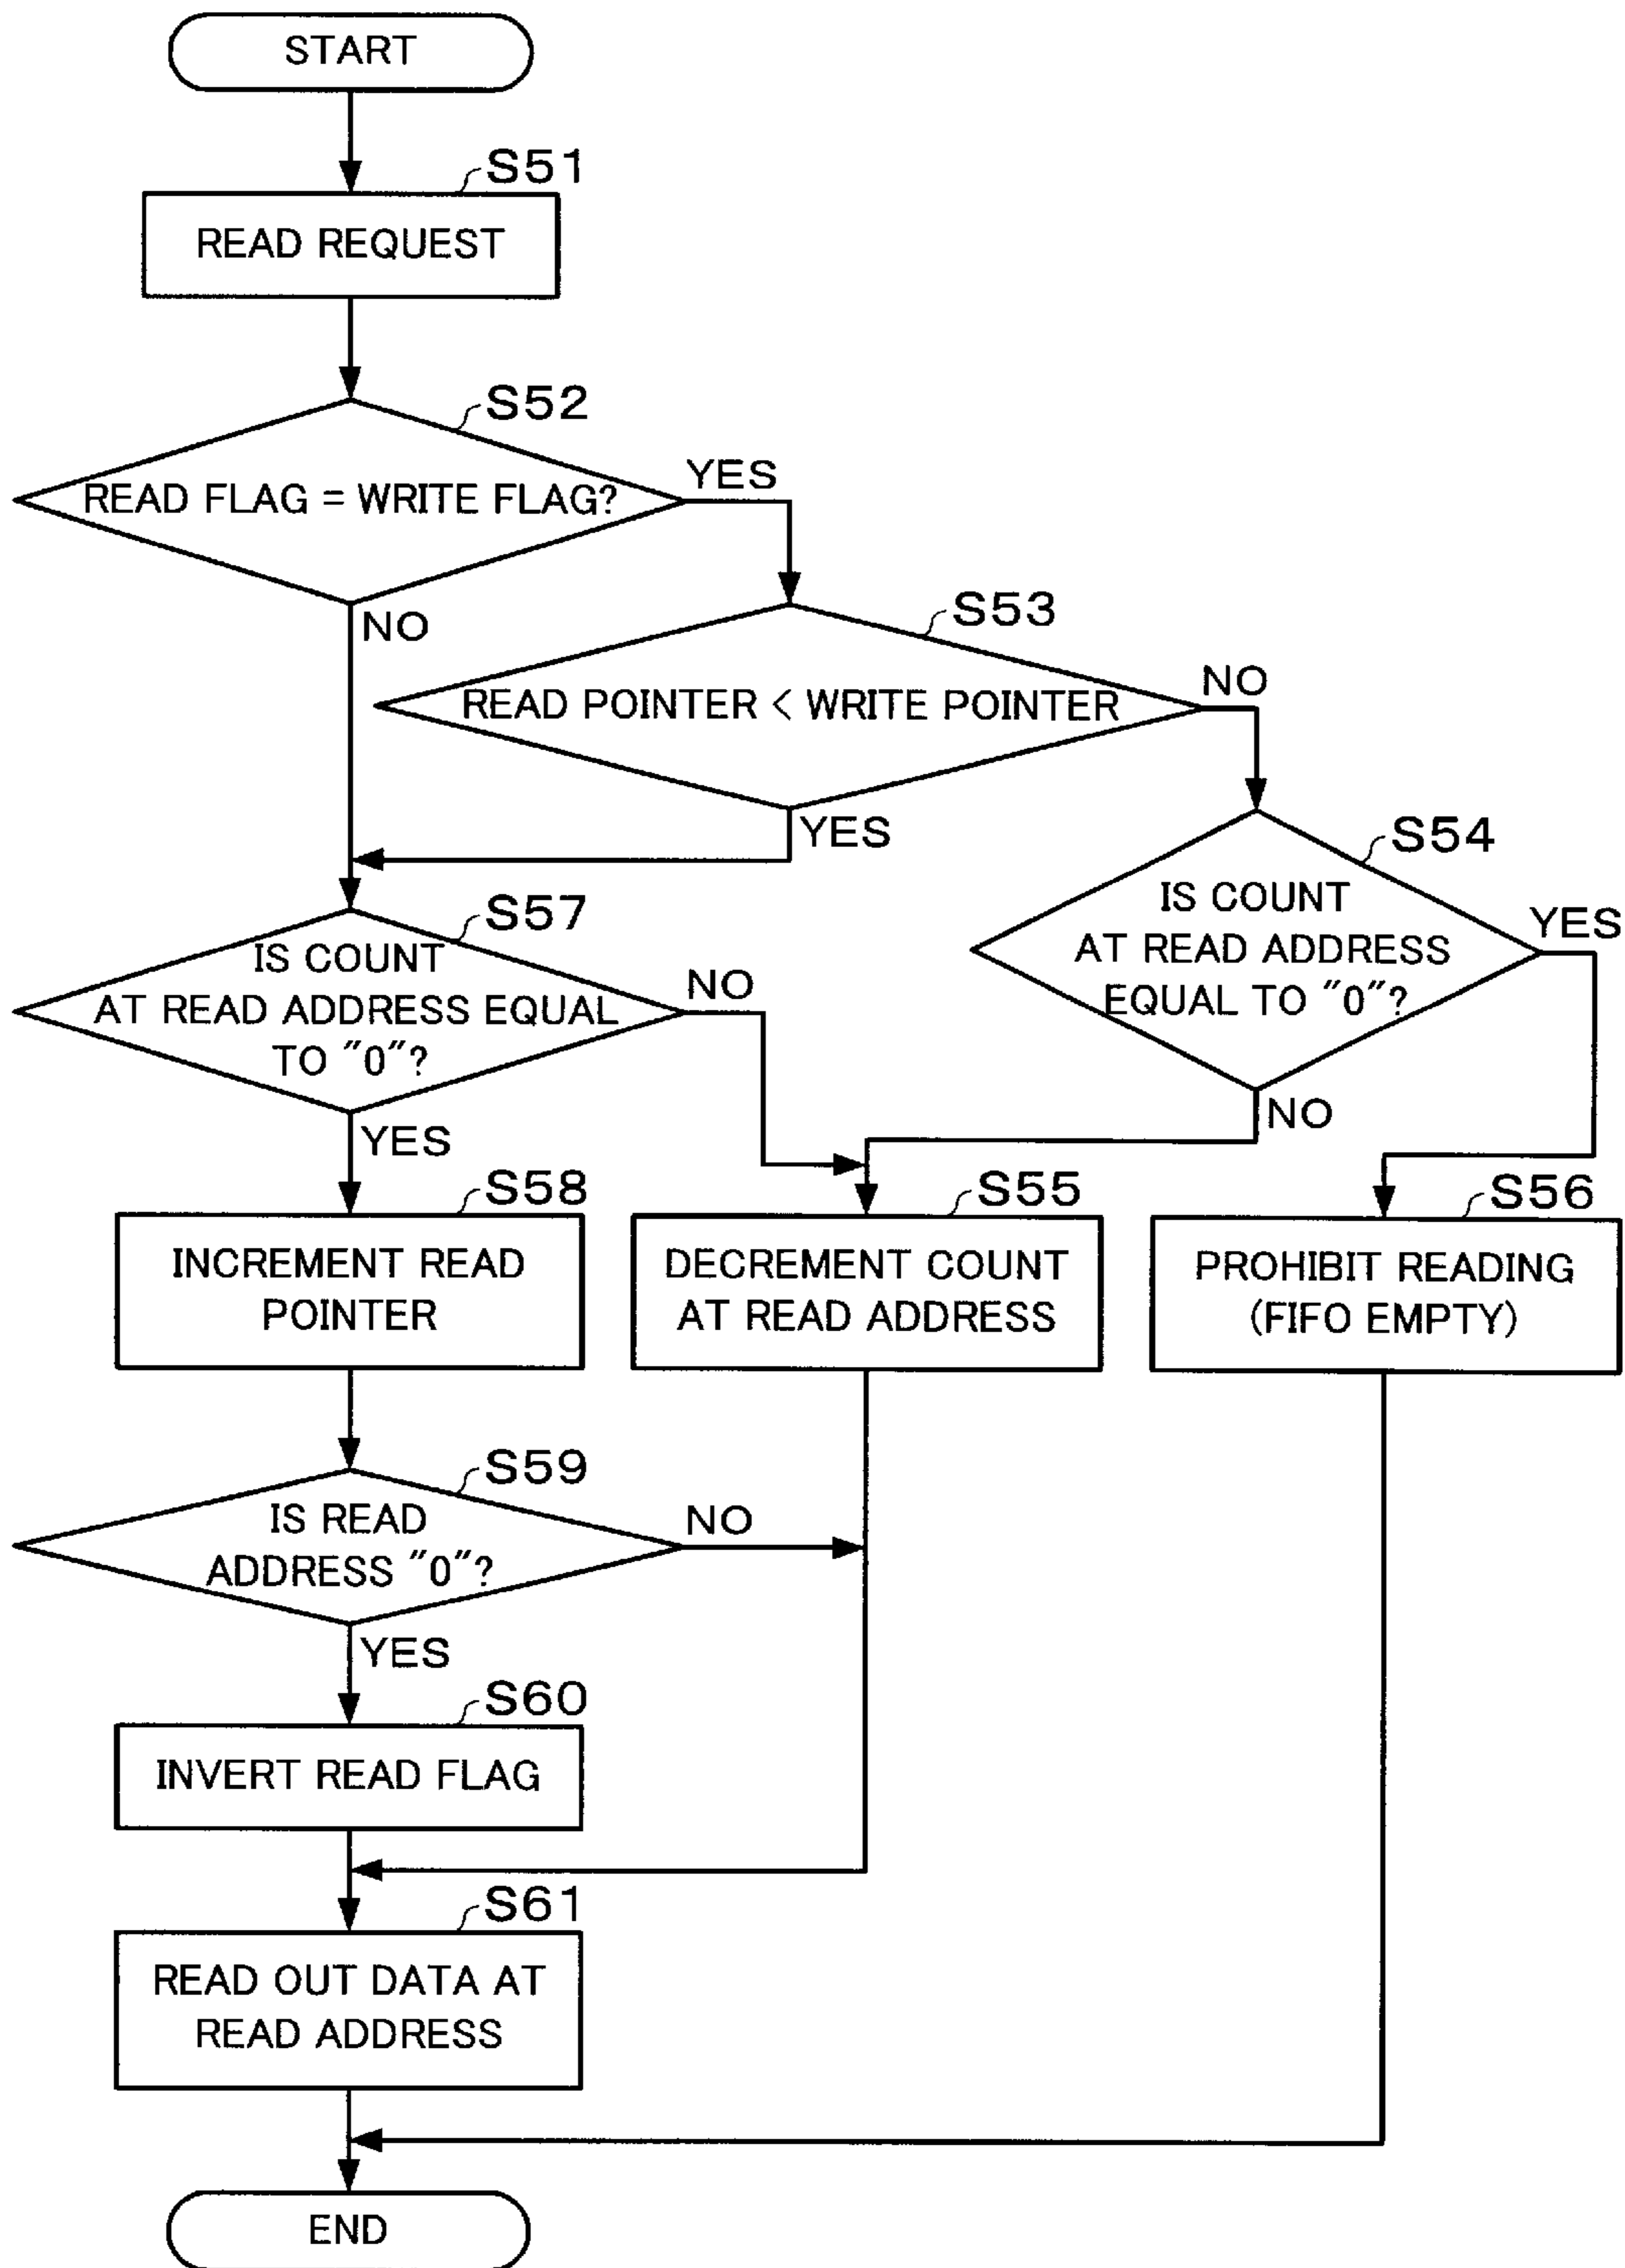 START
S51
READ REQUEST
S52
READ FLAG = WRITE FLAG?
YES
NO
S53
READ POINTER < WRITE POINTER
NO
YES
S54
IS COUNT
AT READ ADDRESS
EQUAL TO "0"?
YES
NO
S57
IS COUNT
AT READ ADDRESS EQUAL
TO "0"?
NO
YES
S58
INCREMENT READ
POINTER
S55
DECREMENT COUNT
AT READ ADDRESS
S56
PROHIBIT READING
(FIFO EMPTY)
S59
IS READ
ADDRESS "0"?
NO
YES
S60
INVERT READ FLAG
S61
READ OUT DATA AT
READ ADDRESS
END